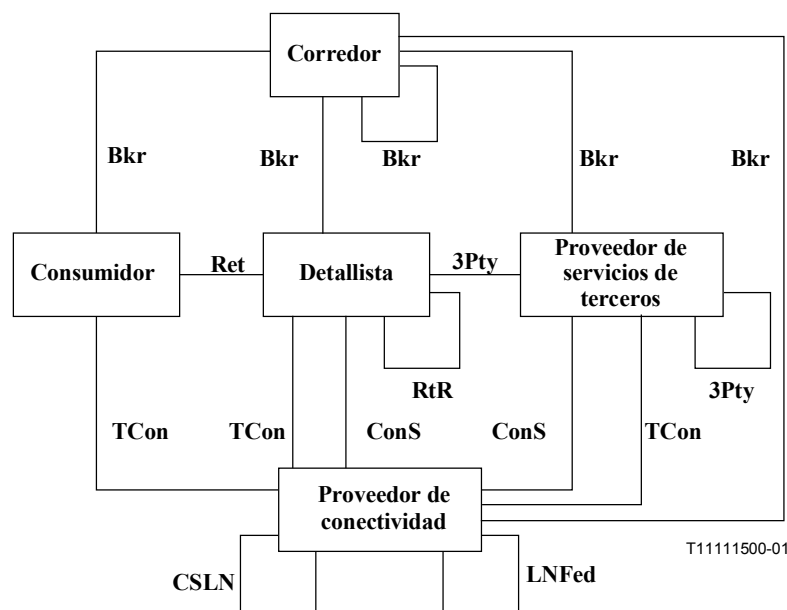 Corredor
Bkr
Bkr
Bkr
Bkr
Bkr
Consumidor
Ret
Detallista
3Pty
Proveedor de
servicios de
terceros
RtR
3Pty
TCon
TCon
ConS
ConS
TCon
Proveedor de
conectividad
T11111500-01
CSLN
LNFed